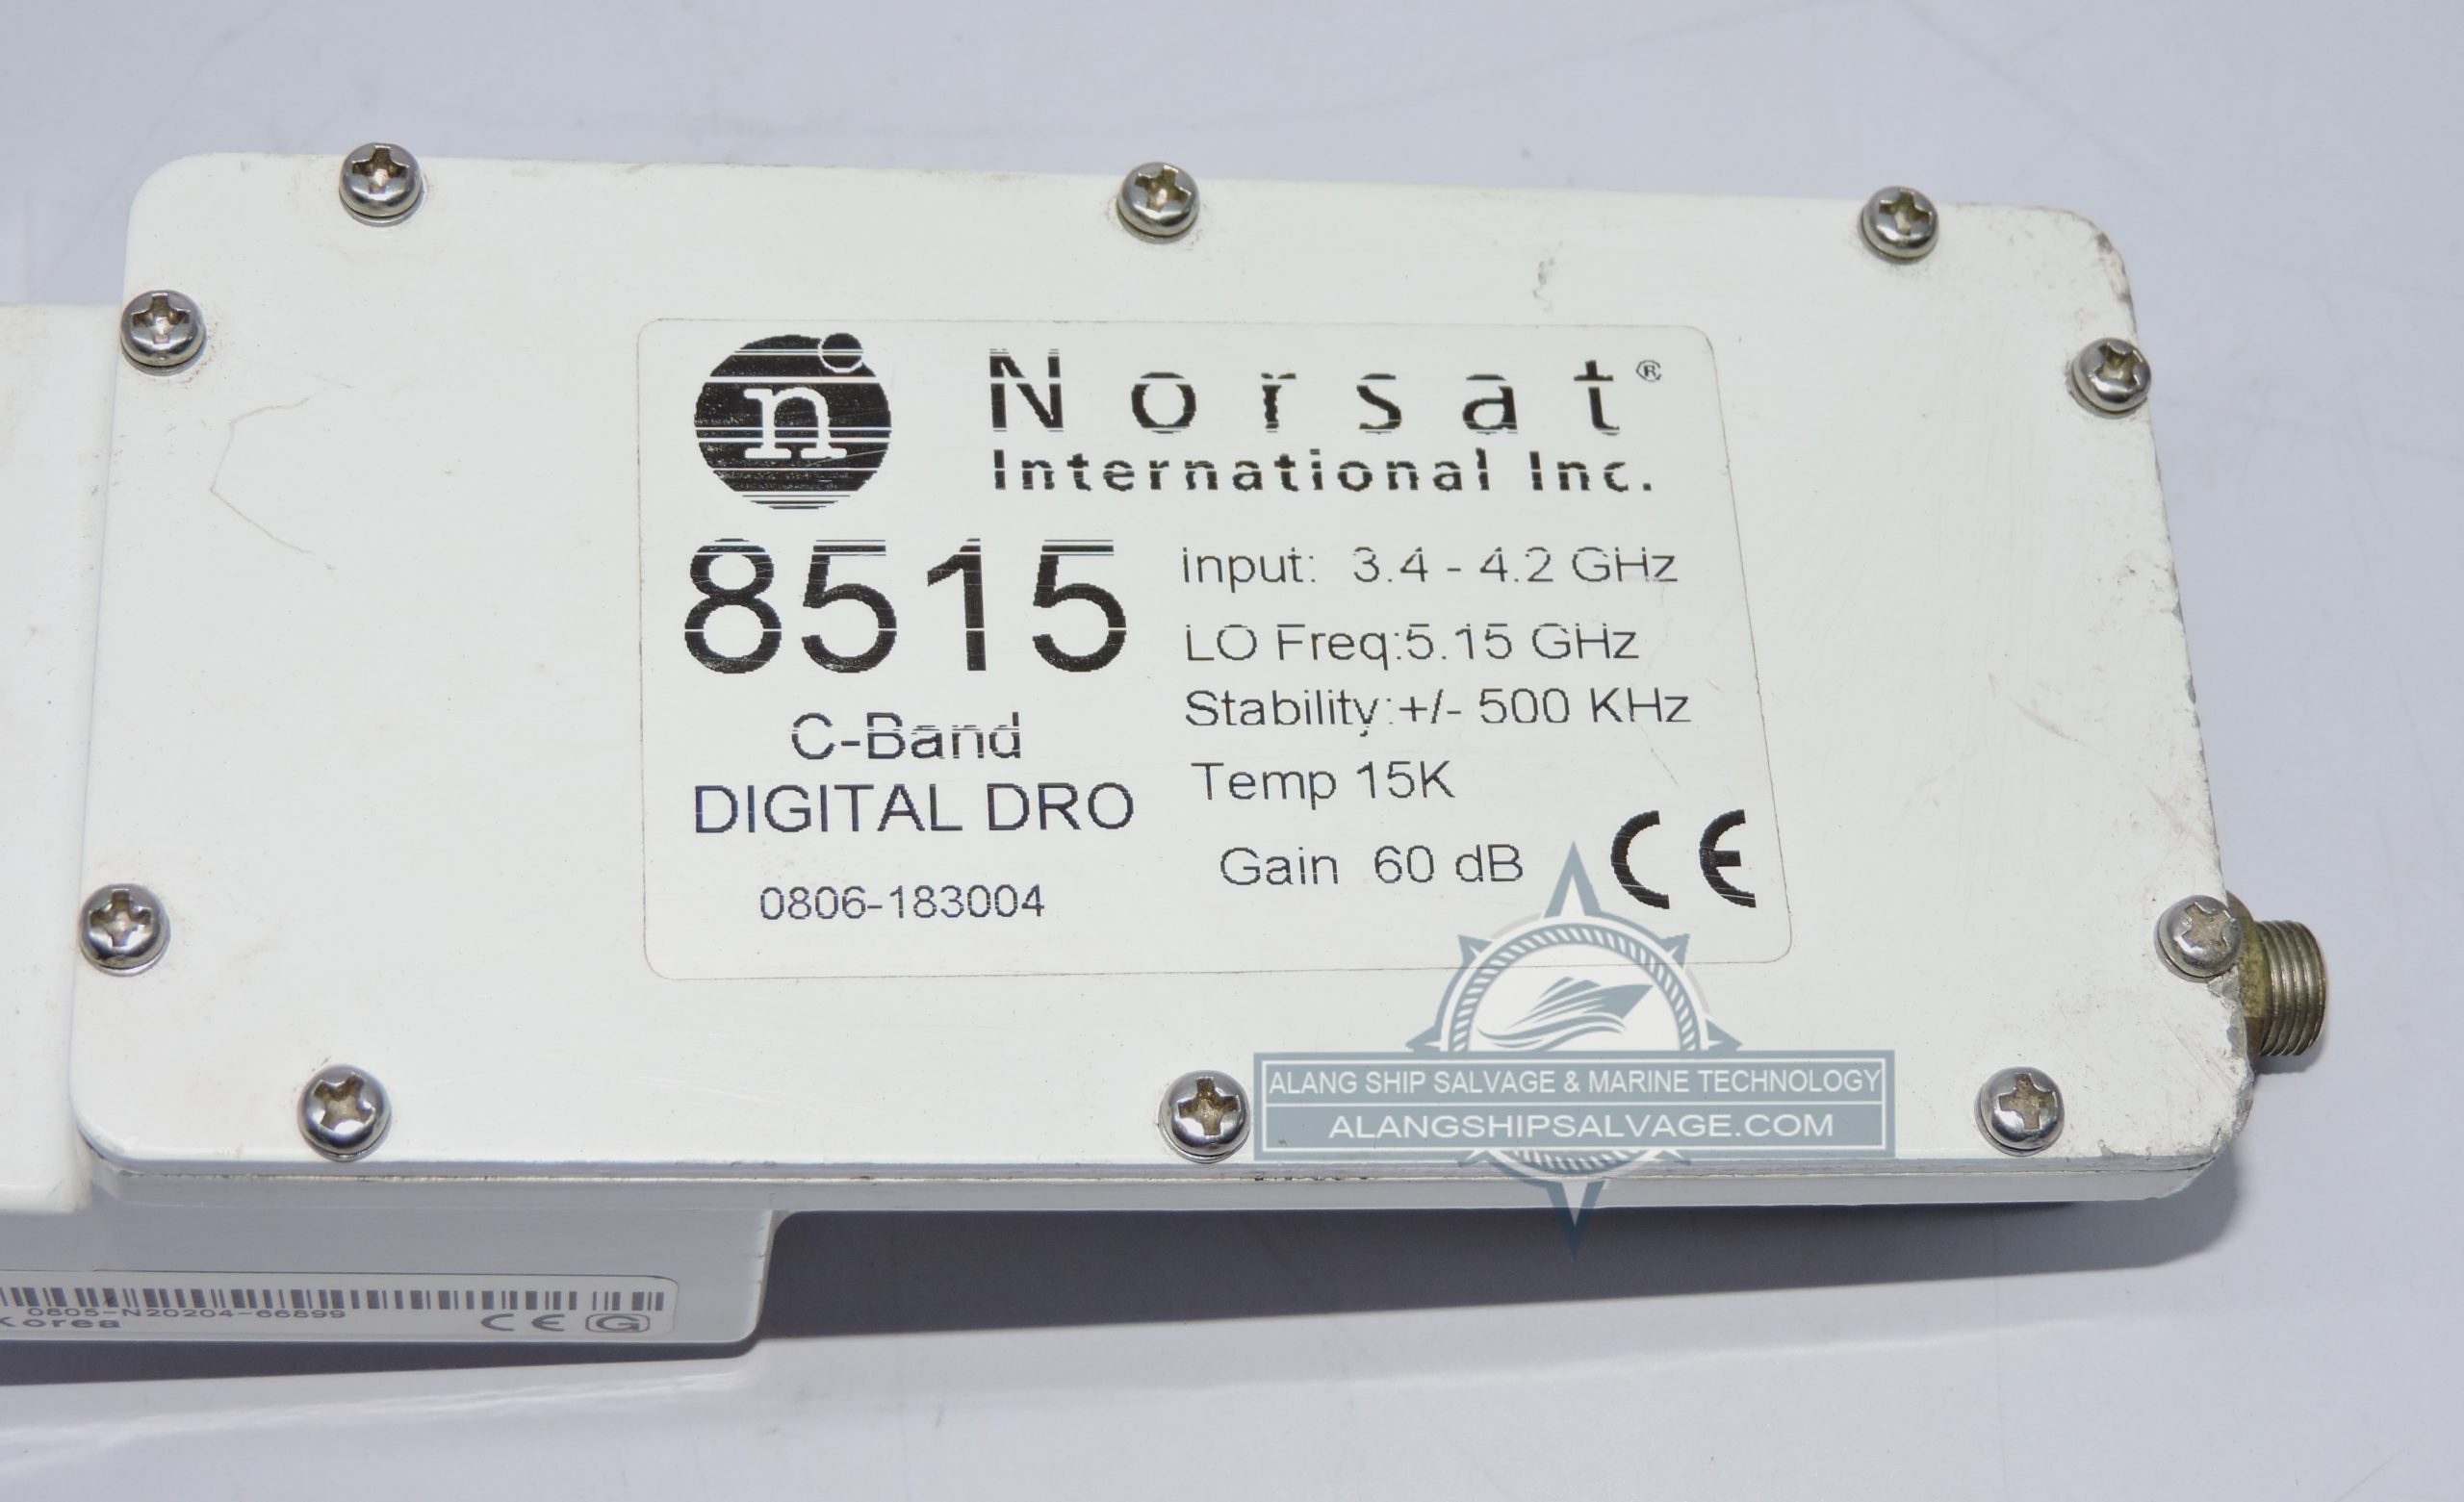 n
Norsat®
International Inc.
8515
C-Band
DIGITAL DRO
0806-183004
input: 3.4 - 4.2 GHz
LO Freq:5.15 GHz
Stability:+/- 500 KHz
Temp 15K
Gain 60 dB
CE
ALANG SHIP SALVAGE & MARINE TECHNOLOGY
ALANGSHIPSALVAGE.COM
0805-N20204-66899
Korea
CE G